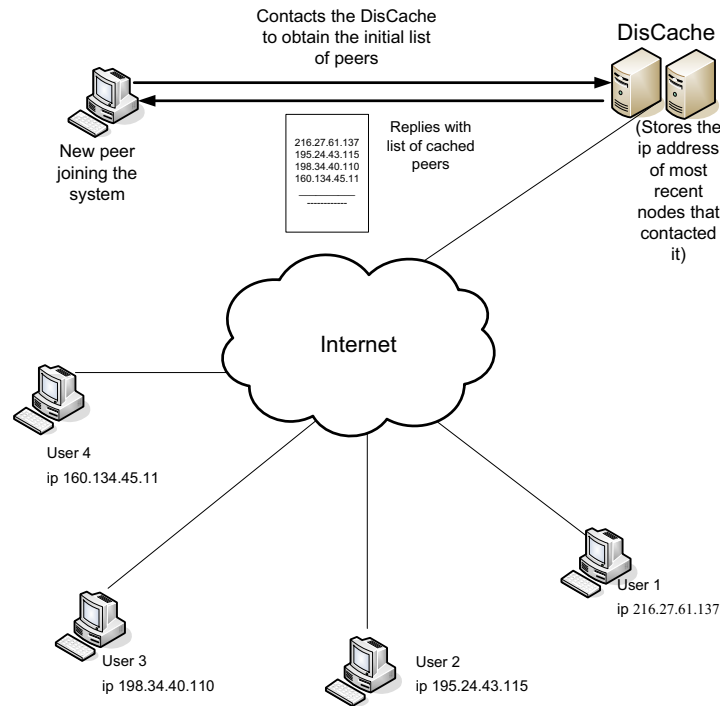 Contacts the DisCache
to obtain the initial list
of peers
DisCache
New peer
joining the
system
216.27.61.137
195.24.43.115
198.34.40.110
160.134.45.11
Replies with
list of cached
peers
(Stores the
ip address
of most
recent
nodes that
contacted
it)
Internet
User 4
ip 160.134.45.11
User 1
ip 216.27.61.137
User 3
ip 198.34.40.110
User 2
ip 195.24.43.115